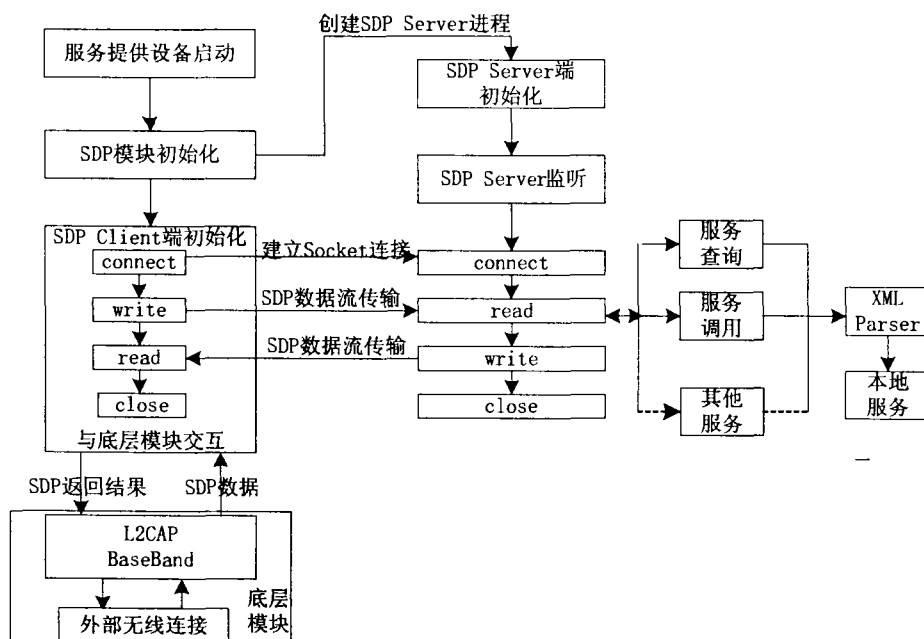 创建SDP Server进程
服务提供设备启动
SDP Server端
初始化
SDP模块初始化
SDP Server监听
SDP Client端初始化
connect
建立Socket连接
connect
服务
查询
write
SDP数据流传输
read
服务
调用
XML
Parser
read
SDP数据流传输
write
本地
服务
close
close
其他
服务
与底层模块交互
SDP返回结果
SDP数据
L2CAP
BaseBand
底层
模块
外部无线连接